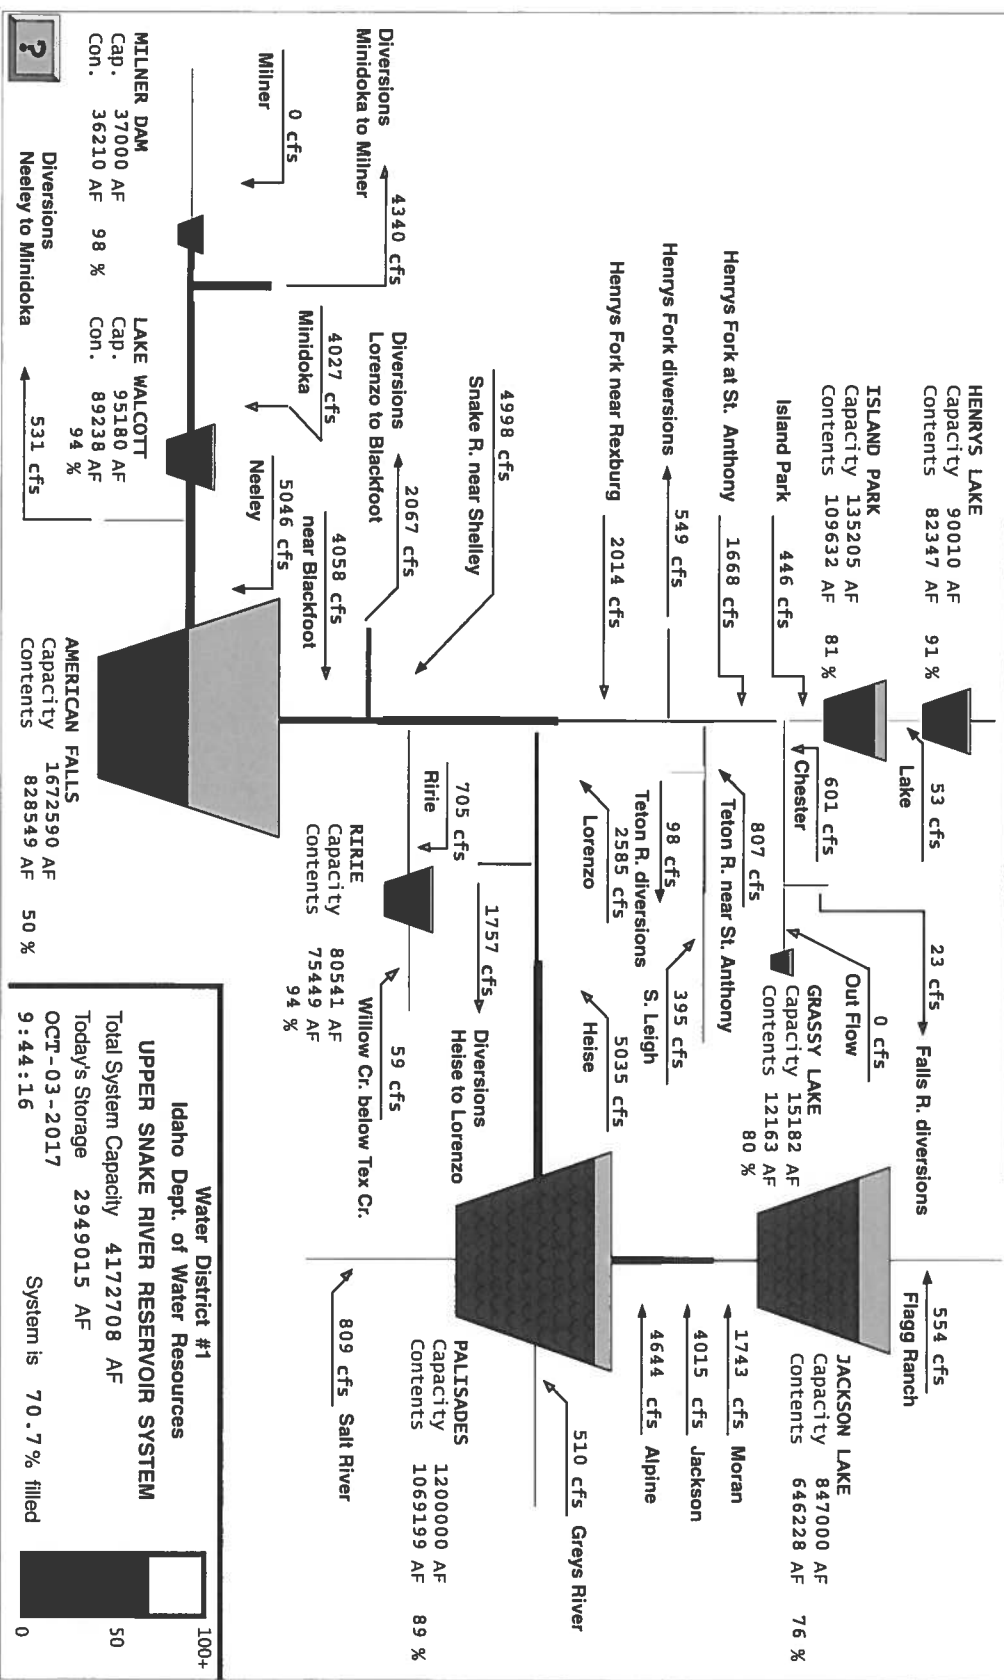 HENRYS LAKE
Capacity 90010 AF
Contents 82347 AF 91 %
53 cfs
Lake
554 cfs
Flagg Ranch
ISLAND PARK
Capacity 135205 AF
Contents 109632 AF 81 %
23 cfs
Falls R. diversions
601 cfs
Chester
0 cfs
Out Flow
JACKSON LAKE
Capacity 847000 AF
Contents 646228 AF 76 %
Island Park
446 cfs
GRASSY LAKE
Capacity 15182 AF
Contents 12163 AF
80 %
Henrys Fork at St. Anthony 1668 cfs
807 cfs
Teton R. near St. Anthony
1743 cfs Moran
Henrys Fork diversions 549 cfs
395 cfs
S. Leigh
4015 cfs Jackson
98 cfs
Teton R. diversions
4644 cfs Alpine
Henrys Fork near Rexburg 2014 cfs
2585 cfs
Lorenzo
5035 cfs
Heise
510 cfs Greys River
4998 cfs
Snake R. near Shelley
1757 cfs
Diversions
Heise to Lorenzo
PALISADES
Capacity 1200000 AF
Contents 1069199 AF 89 %
Diversions
Lorenzo to Blackfoot
2067 cfs
705 cfs
Ririe
59 cfs
Willow Cr. below Tex Cr.
809 cfs Salt River
Diversions
Minidoka to Milner
4340 cfs
RIRIE
Capacity 80541 AF
Contents 75449 AF
94 %
4058 cfs
near Blackfoot
4027 cfs
Minidoka
0 cfs
Milner
5046 cfs
Neeley
MILNER DAM
Cap. 37000 AF
Con. 36210 AF 98 %
LAKE WALCOTT
Cap. 95180 AF
Con. 89238 AF
94 %
AMERICAN FALLS
Capacity 1672590 AF
Contents 828549 AF 50 %
?
Diversions
Neeley to Minidoka
531 cfs
Water District #1
Idaho Dept. of Water Resources
UPPER SNAKE RIVER RESERVOIR SYSTEM
Total System Capacity 4172708 AF
Today's Storage 2949015 AF
OCT-03-2017
9:44:16
System is 70.7% filled
100+
50
0